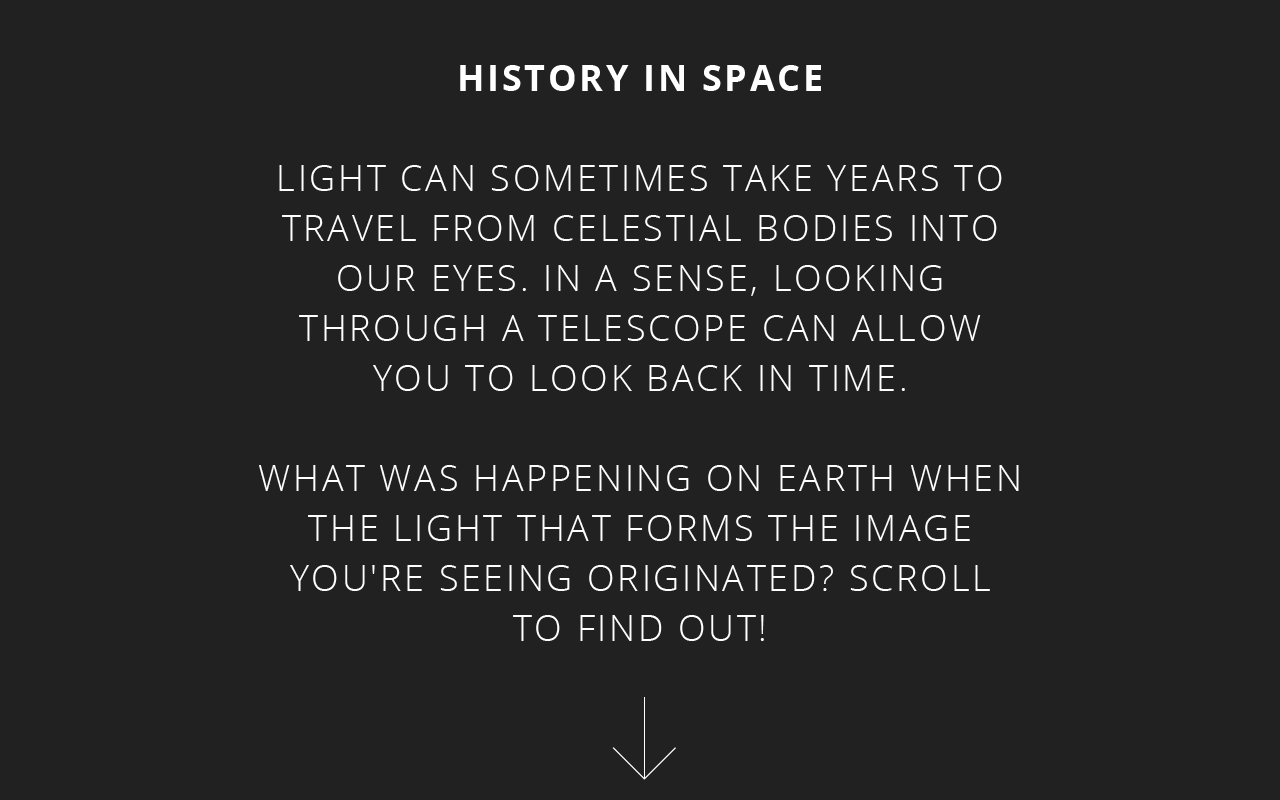 HISTORY IN SPACE
LIGHT CAN SOMETIMES TAKE YEARS TO
TRAVEL FROM CELESTIAL BODIES INTO
OUR EYES. IN A SENSE, LOOKING
THROUGH A TELESCOPE CAN ALLOW
YOU TO LOOK BACK IN TIME.
WHAT WAS HAPPENING ON EARTH WHEN
THE LIGHT THAT FORMS THE IMAGE
YOU'RE SEEING ORIGINATED? SCROLL
TO FIND OUT!